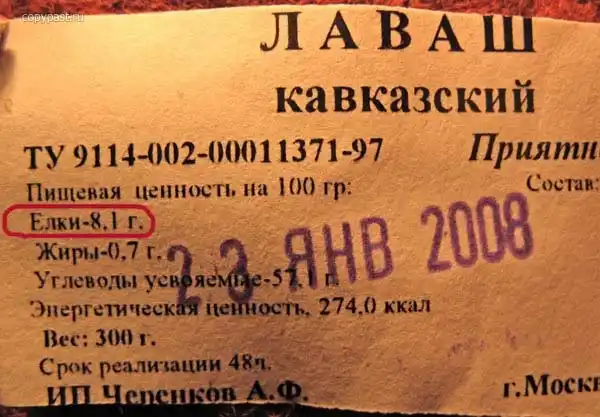 copypast.ru
ЛАВАШ
кавказский
ТУ 9114-002-00011371-97
Пищевая ценность на 100 гр:
Состав:
Елки-8,1 г.
Жиры-0,7 г.
Углеводы усвояемые-57,1 г.
23 ЯНВ 2008
Энергетическая ценность, 274,0 ккал
Вес: 300 г.
Срок реализации 48ч.
ИП Черенков А.Ф.